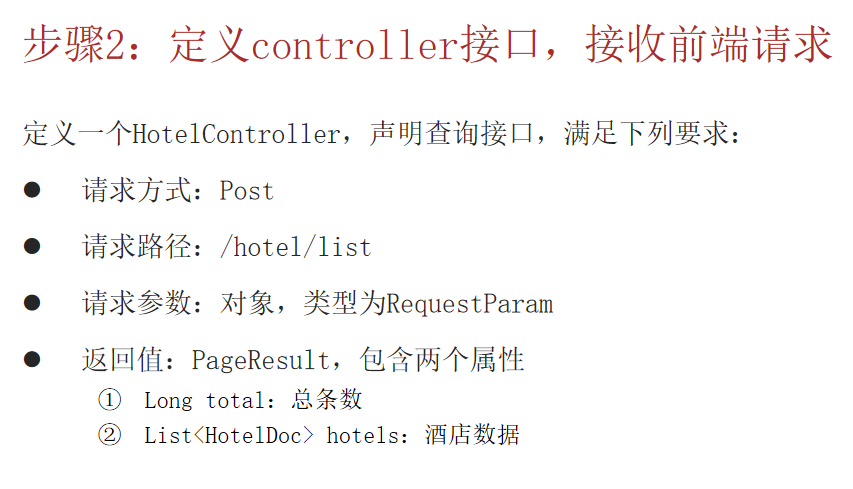 步骤2：定义controller接口，接收前端请求
定义一个HotelController，声明查询接口，满足下列要求：
● 请求方式：Post
● 请求路径：/hotel/list
● 请求参数：对象，类型为RequestParam
● 返回值：PageResult，包含两个属性
① Long total：总条数
② List<HotelDoc> hotels：酒店数据